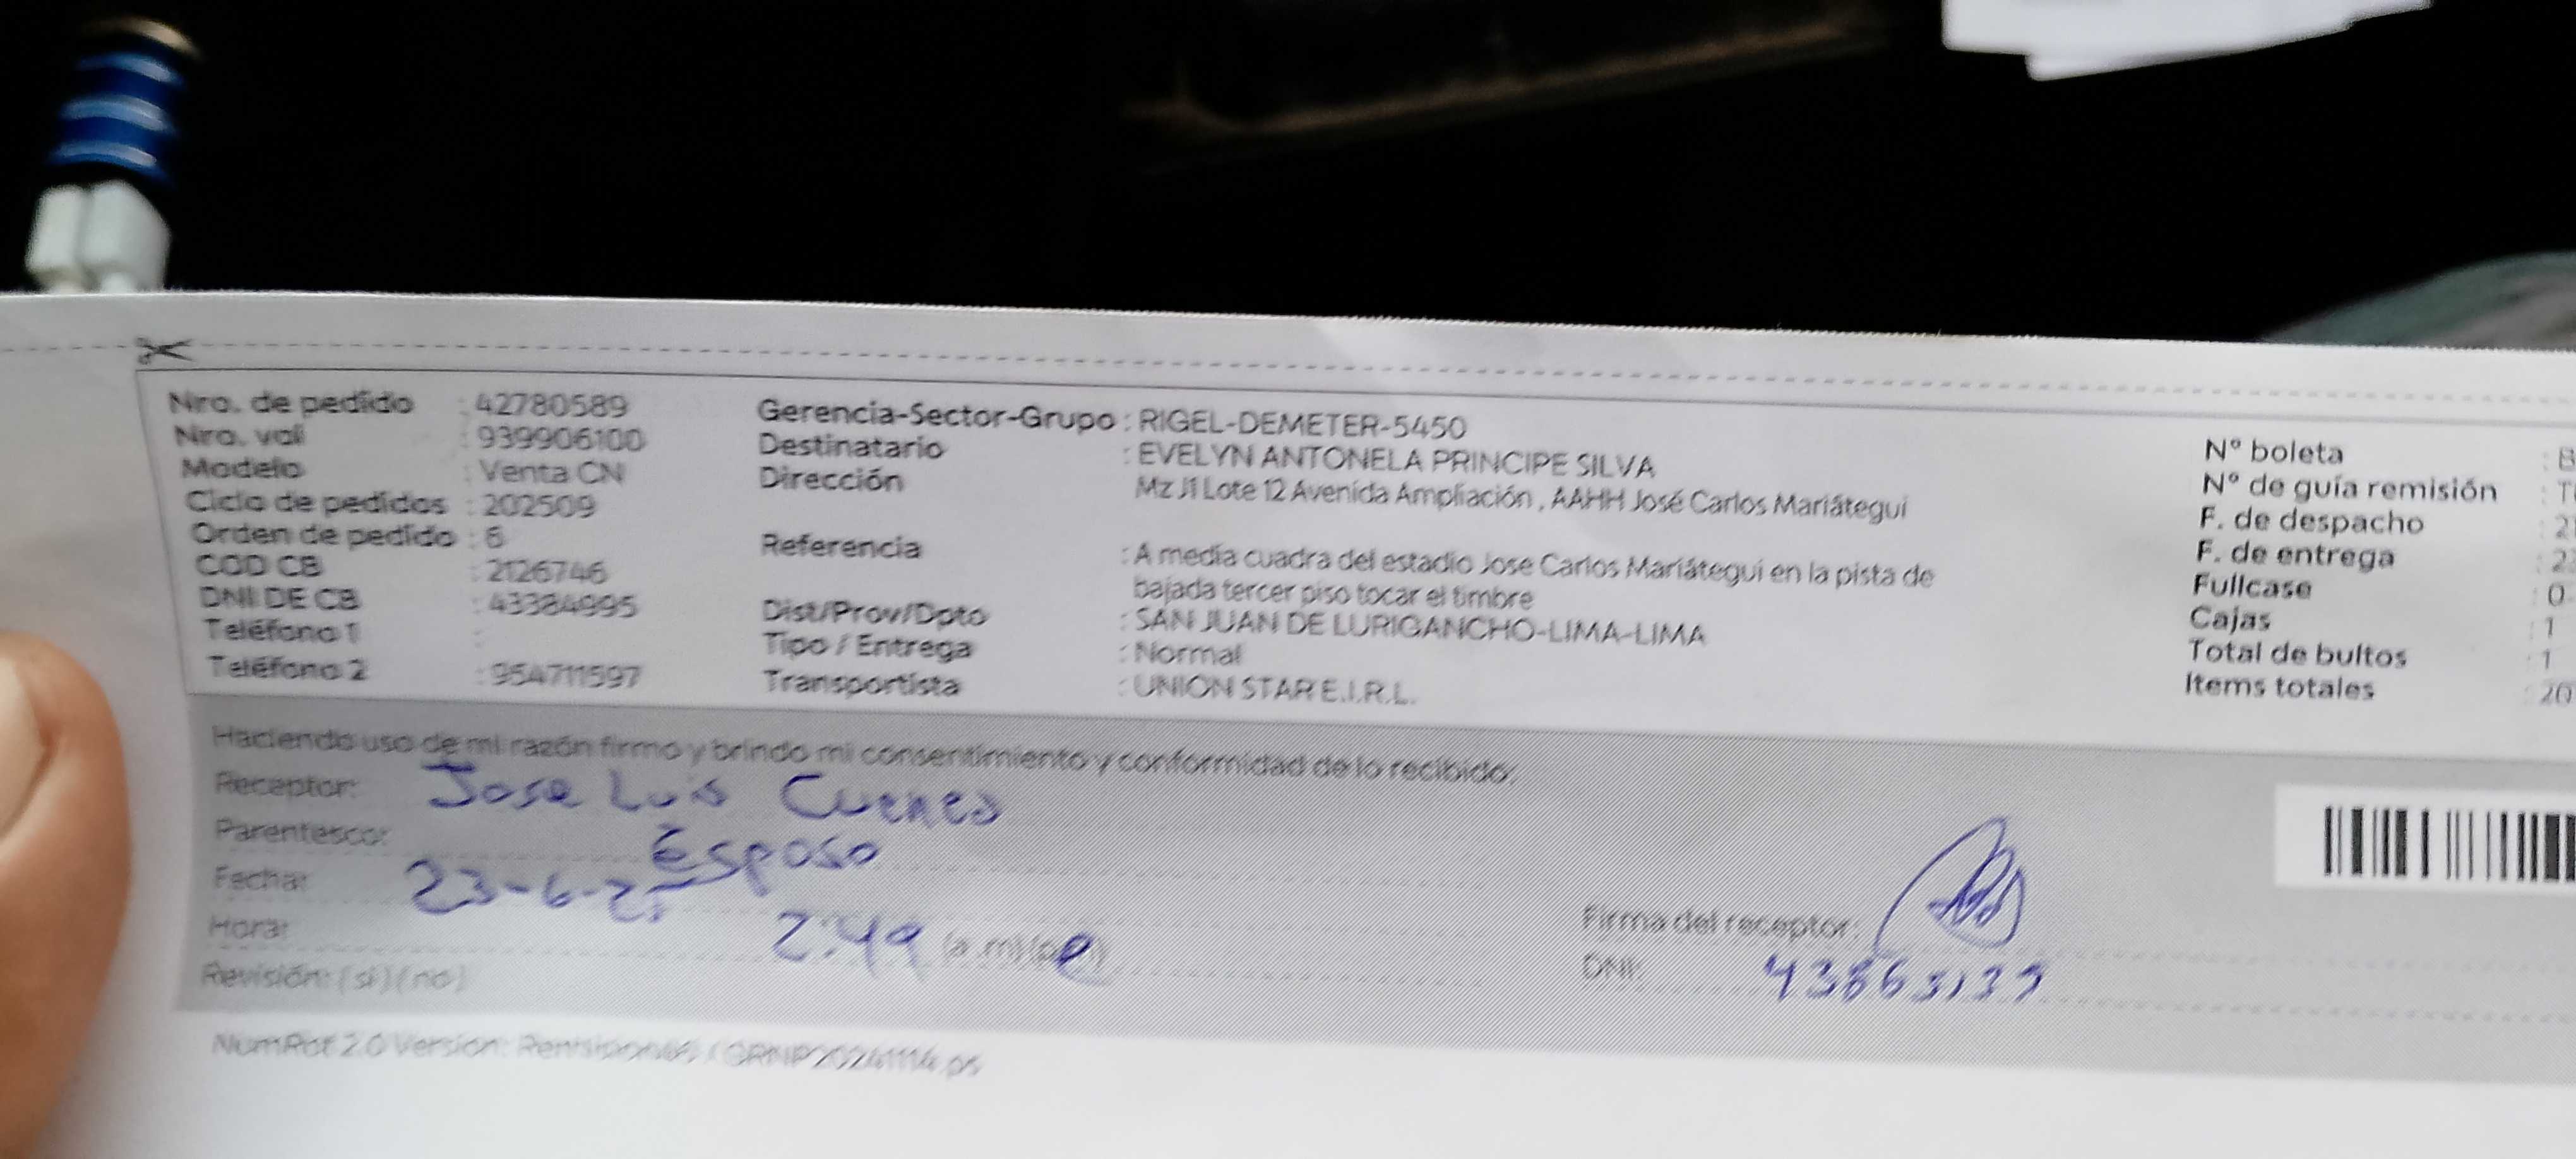 Nro. de pedido : 42780589
Nro. vali : 939906100
Modelo : Venta CN
Ciclo de pedidos : 202509
Orden de pedido : 6
COD CB : 2126746
DNI DE CB : 43384995
Teléfono 1 :
Teléfono 2 : 954711597
Gerencia-Sector-Grupo : RIGEL-DEMETER-5450
Destinatario : EVELYN ANTONELA PRINCIPE SILVA
Dirección Mz J1 Lote 12 Avenida Ampliación , AAHH José Carlos Mariátegui
Referencia : A media cuadra del estadio Jose Carlos Mariátegui en la pista de
bajada tercer piso tocar el timbre
Dist/Prov/Dpto : SAN JUAN DE LURIGANCHO-LIMA-LIMA
Tipo / Entrega : Normal
Transportista : UNION STAR E.I.R.L.
N° boleta : B
N° de guía remisión : T
F. de despacho : 2
F. de entrega : 2
Fullcase : 0
Cajas : 1
Total de bultos : 1
Items totales : 20
Haciendo uso de mi razón firmo y brindo mi consentimiento y conformidad de lo recibido:
Receptor: Jose Luis Cuenca
Parentesco: Esposo
Fecha: 23-6-25
Hora: 2:49 (a.m)(p.m)
Revisión: (si) (no)
Firma del receptor:
DNI: 43865139
NumRot 2.0 Version: